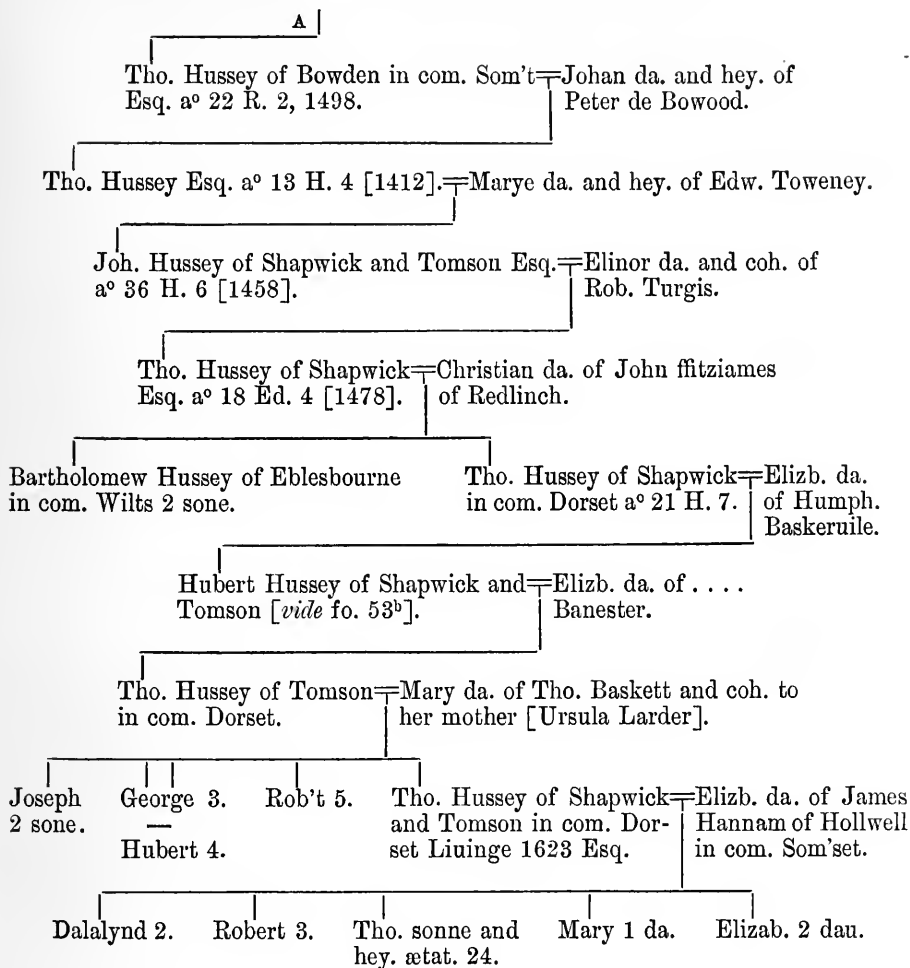 A
Tho. Hussey of Bowden in com. Som't Johan da. and hey. of
Esq. aº 22 R. 2, 1498. Peter de Bowood.
Tho. Hussey Esq. aº 13 H. 4 [1412]. Marye da. and hey. of Edw. Toweney.
Joh. Hussey of Shapwick and Tomson Esq. Elinor da. and coh. of
aº 36 H. 6 [1458]. Rob. Turgis.
Tho. Hussey of Shapwick Christian da. of John ffitziames
Esq. aº 18 Ed. 4 [1478]. of Redlinch.
Bartholomew Hussey of Eblesbourne Tho. Hussey of Shapwick Elizb. da.
in com. Wilts 2 sone. in com. Dorset aº 21 H. 7. of Humph.
Baskeruile.
Hubert Hussey of Shapwick and Elizb. da. of . . . .
Tomson [vide fo. 53ᵇ]. Banester.
Tho. Hussey of Tomson Mary da. of Tho. Baskett and coh. to
in com. Dorset. her mother [Ursula Larder].
Joseph George 3. Rob't 5. Tho. Hussey of Shapwick Elizb. da. of James
2 sone. — and Tomson in com. Dor- Hannam of Hollwell
Hubert 4. set Liuinge 1623 Esq. in com. Som'set.
Dalalynd 2. Robert 3. Tho. sonne and Mary 1 da. Elizab. 2 dau.
hey. ætat. 24.